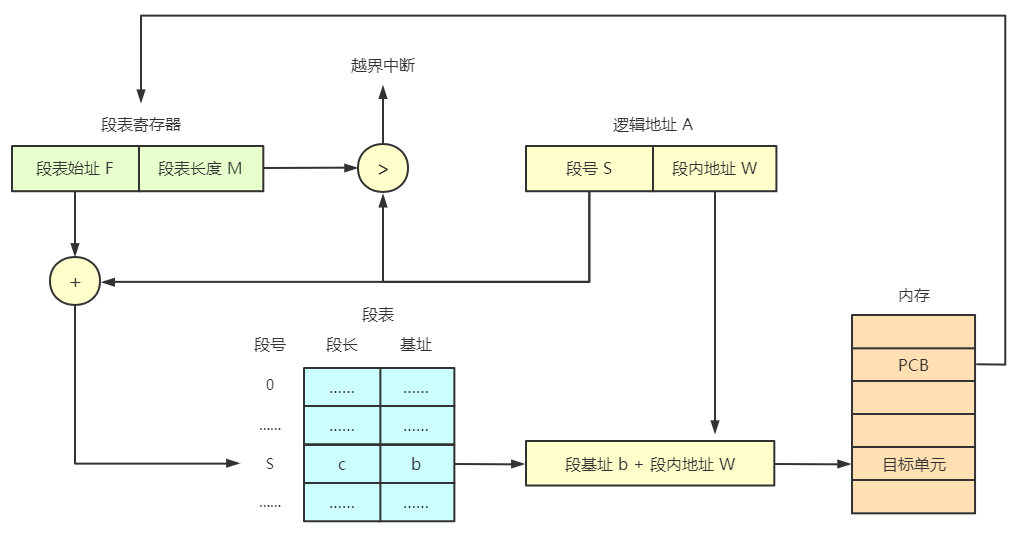 越界中断
段表寄存器
逻辑地址 A
段表始址 F
段表长度 M
>
段号 S
段内地址 W
+
内存
段表
段号
段长
基址
PCB
0
......
......
......
......
......
S
c
b
段基址 b + 段内地址 W
目标单元
......
......
......